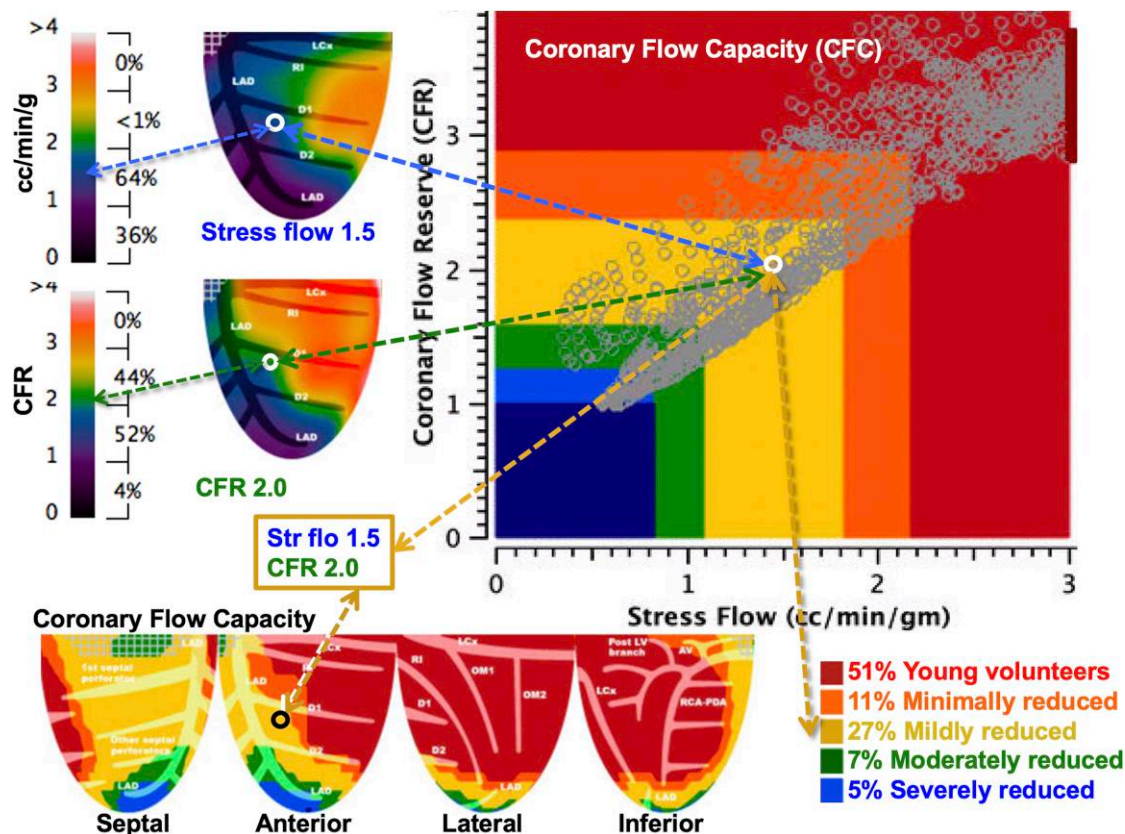 >4
3
2
1
0
cc/min/g
0%
<1%
64%
36%
LCx
RI
LAD
D1
D2
LAD
Stress flow 1.5
>4
3
2
1
0
CFR
0%
44%
52%
4%
LCx
RI
LAD
D2
LAD
CFR 2.0
Str flo 1.5
CFR 2.0
Coronary Flow Capacity (CFC)
Coronary Flow Reserve (CFR)
3
2
1
0
0
1
2
3
Stress Flow (cc/min/gm)
Coronary Flow Capacity
LAD
1st septal
perforator
Other septal
perforators
LAD
Septal
LCx
RI
LAD
D1
D2
LAD
Anterior
LCx
RI
OM1
OM2
D1
D2
LAD
Lateral
Post LV
branch
AV
LCx
RCA-PDA
LAD
Inferior
51% Young volunteers
11% Minimally reduced
27% Mildly reduced
7% Moderately reduced
5% Severely reduced